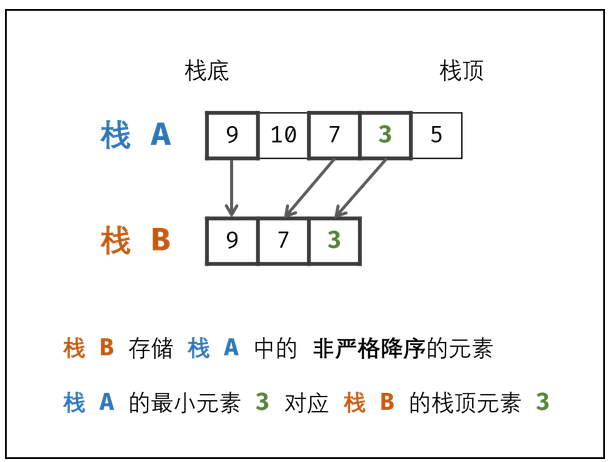 栈底 栈顶
栈 A 9 10 7 3 5
栈 B 9 7 3
栈 B 存储 栈 A 中的 非严格降序的元素
栈 A 的最小元素 3 对应 栈 B 的栈顶元素 3